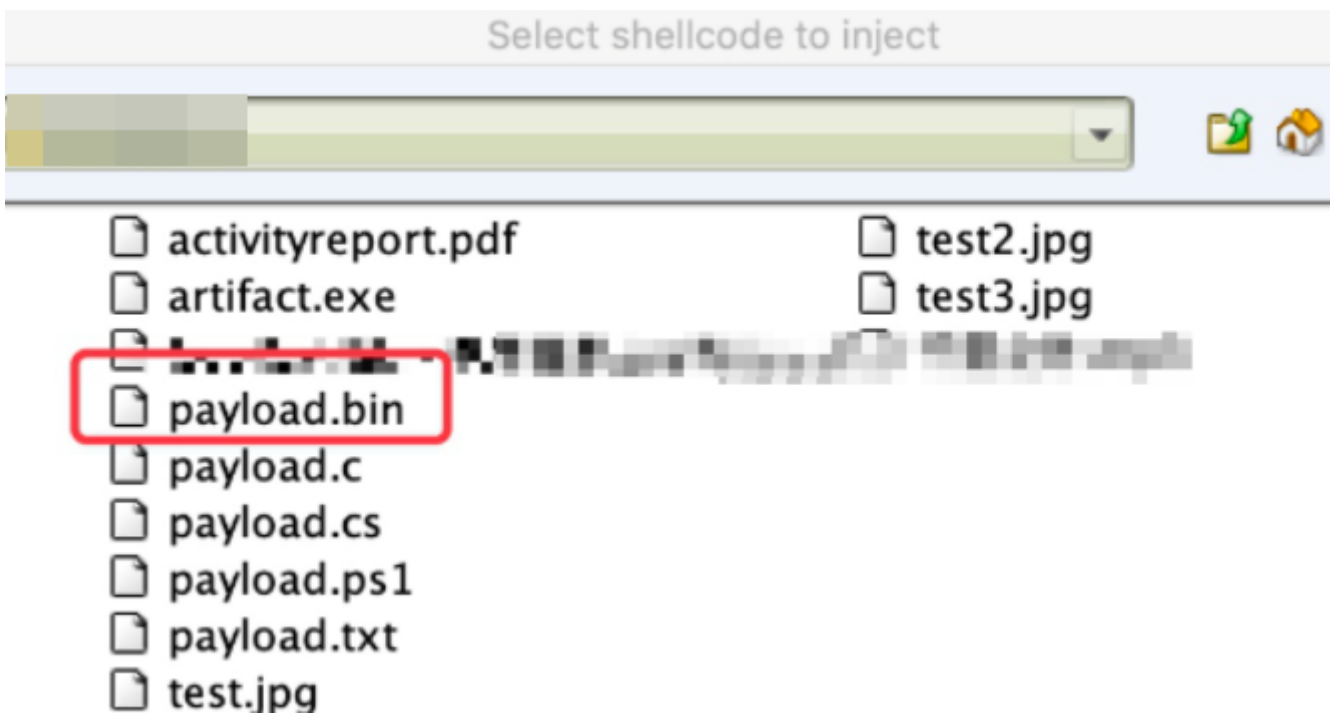 Select shellcode to inject
activityreport.pdf
test2.jpg
artifact.exe
test3.jpg
payload.bin
payload.c
payload.cs
payload.ps1
payload.txt
test.jpg